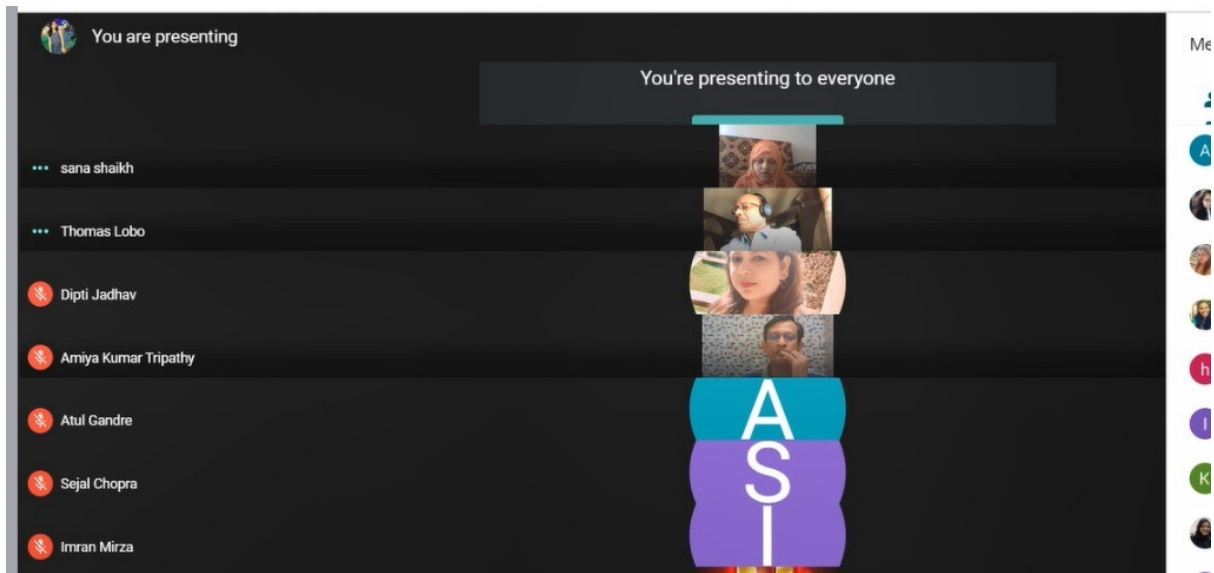 You are presenting
Me
You're presenting to everyone
sana shaikh
A
Thomas Lobo
Dipti Jadhav
Amiya Kumar Tripathy
h
Atul Gandre
A
I
Sejal Chopra
S
K
Imran Mirza
I